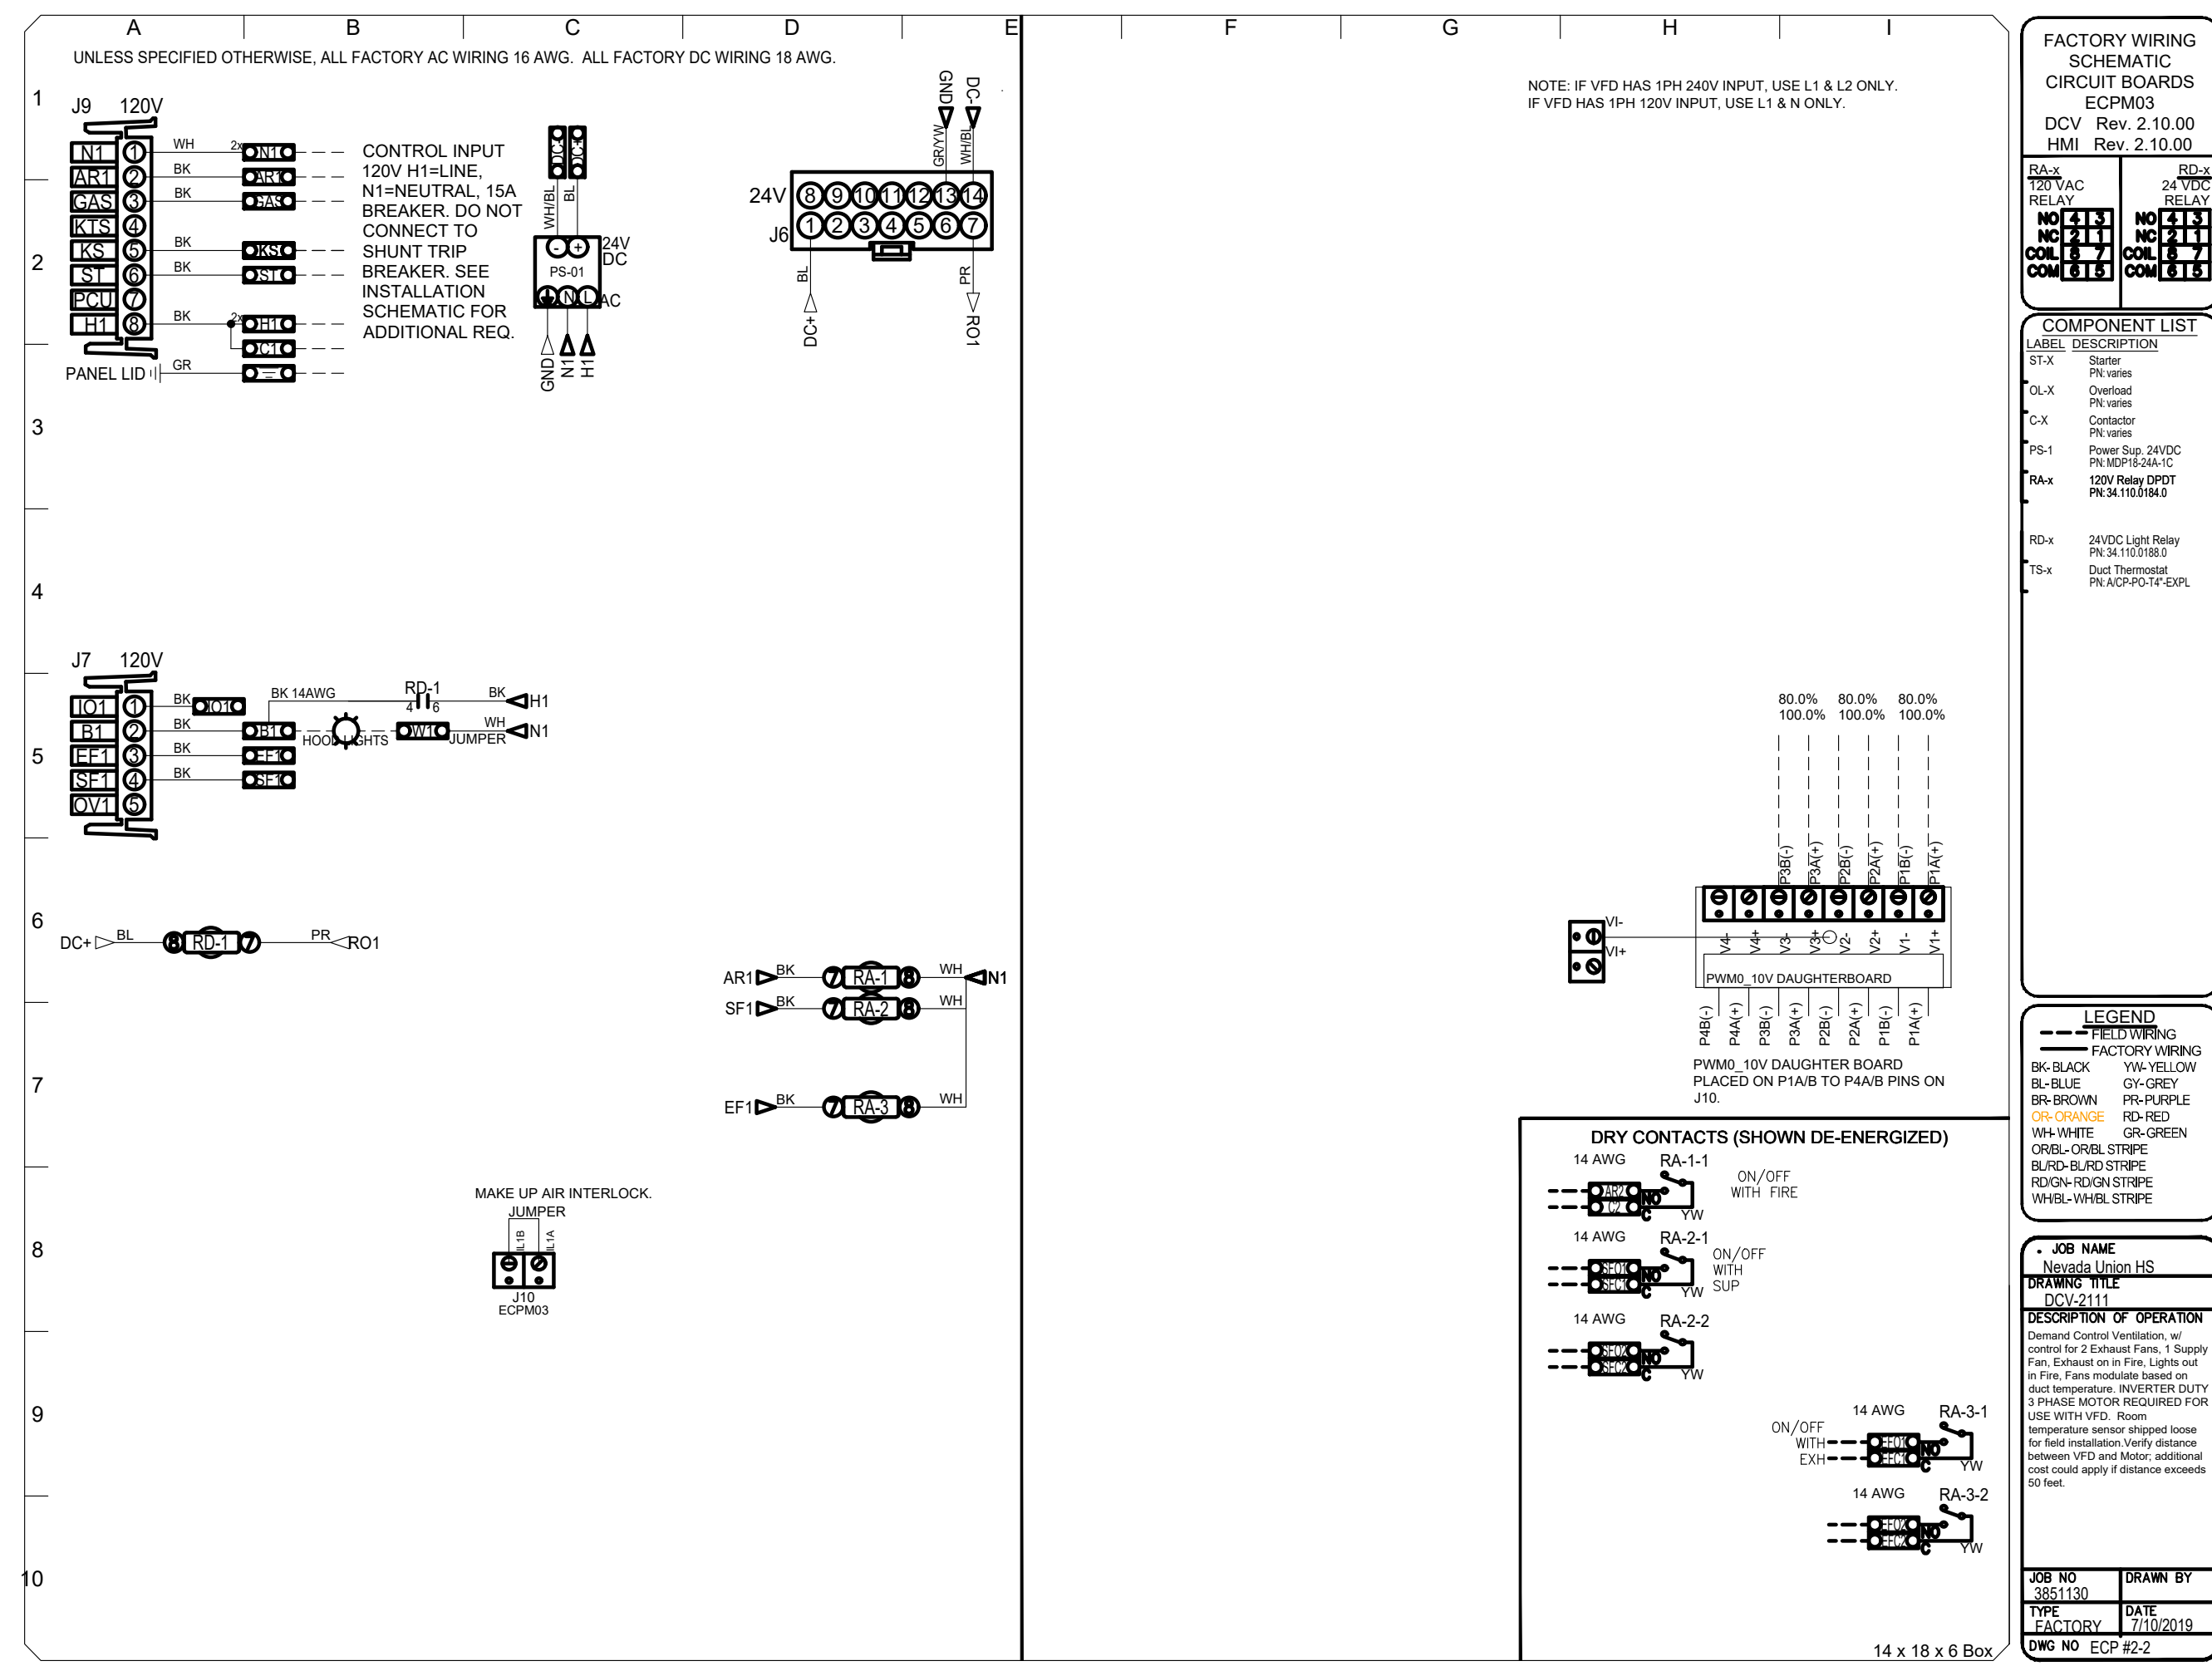 A B C D E F G H I
UNLESS SPECIFIED OTHERWISE, ALL FACTORY AC WIRING 16 AWG. ALL FACTORY DC WIRING 18 AWG.
1
2
3
4
5
6
7
8
9
10
J9 120V
N1 1 WH 2x N1
AR1 2 BK AR1
GAS 3 BK GAS
KTS 4
KS 5 BK KS
ST 6 BK ST
PCU 7
H1 8 BK 2x H1
C1
PANEL LID GR
CONTROL INPUT
120V H1=LINE,
N1=NEUTRAL, 15A
BREAKER. DO NOT
CONNECT TO
SHUNT TRIP
BREAKER. SEE
INSTALLATION
SCHEMATIC FOR
ADDITIONAL REQ.
DC- DC+
WH/BL BL
- + 24V
DC
PS-01
N L AC
GND N1 H1
GND DC-
GR/YW WH/BL
24V 8 9 10 11 12 13 14
J6 1 2 3 4 5 6 7
BL PR
DC+ RO1
NOTE: IF VFD HAS 1PH 240V INPUT, USE L1 & L2 ONLY.
IF VFD HAS 1PH 120V INPUT, USE L1 & N ONLY.
J7 120V
IO1 1 BK IO1
B1 2 BK B1
EF1 3 BK EF1
SF1 4 BK SF1
OV1 5
BK 14AWG RD-1 BK H1
4 6
HOOD LIGHTS W1 JUMPER WH N1
DC+ BL 8 RD-1 7 PR RO1
AR1 BK 7 RA-1 8 WH N1
SF1 BK 7 RA-2 8 WH
EF1 BK 7 RA-3 8 WH
MAKE UP AIR INTERLOCK.
JUMPER
IL1B IL1A
J10
ECPM03
80.0% 80.0% 80.0%
100.0% 100.0% 100.0%
P3B(-) P3A(+) P2B(-) P2A(+) P1B(-) P1A(+)
VI-
VI+
V4- V4+ V3- V3+ V2- V2+ V1- V1+
PWM0_10V DAUGHTERBOARD
P4B(-) P4A(+) P3B(-) P3A(+) P2B(-) P2A(+) P1B(-) P1A(+)
PWM0_10V DAUGHTER BOARD
PLACED ON P1A/B TO P4A/B PINS ON
J10.
DRY CONTACTS (SHOWN DE-ENERGIZED)
14 AWG RA-1-1
AR2 NO
C2 C YW
ON/OFF
WITH FIRE
14 AWG RA-2-1
SFO1 NO
SFC1 C YW
ON/OFF
WITH
SUP
14 AWG RA-2-2
SFO2 NO
SFC2 C YW
14 AWG RA-3-1
ON/OFF
WITH
EXH
EFO1 NO
EFC1 C YW
14 AWG RA-3-2
EFO2 NO
EFC2 C YW
14 x 18 x 6 Box
FACTORY WIRING
SCHEMATIC
CIRCUIT BOARDS
ECPM03
DCV Rev. 2.10.00
HMI Rev. 2.10.00
RA-x
120 VAC
RELAY
NO 4 3
NC 2 1
COIL 8 7
COM 6 5
RD-x
24 VDC
RELAY
NO 4 3
NC 2 1
COIL 8 7
COM 6 5
COMPONENT LIST
LABEL DESCRIPTION
ST-X Starter
PN: varies
OL-X Overload
PN: varies
C-X Contactor
PN: varies
PS-1 Power Sup. 24VDC
PN: MDP18-24A-1C
RA-x 120V Relay DPDT
PN: 34.110.0184.0
RD-x 24VDC Light Relay
PN: 34.110.0188.0
TS-x Duct Thermostat
PN: A/CP-PO-T4"-EXPL
LEGEND
FIELD WIRING
FACTORY WIRING
BK- BLACK YW- YELLOW
BL- BLUE GY- GREY
BR- BROWN PR- PURPLE
OR- ORANGE RD- RED
WH- WHITE GR- GREEN
OR/BL- OR/BL STRIPE
BL/RD- BL/RD STRIPE
RD/GN- RD/GN STRIPE
WH/BL- WH/BL STRIPE
JOB NAME
Nevada Union HS
DRAWING TITLE
DCV-2111
DESCRIPTION OF OPERATION
Demand Control Ventilation, w/
control for 2 Exhaust Fans, 1 Supply
Fan, Exhaust on in Fire, Lights out
in Fire, Fans modulate based on
duct temperature. INVERTER DUTY
3 PHASE MOTOR REQUIRED FOR
USE WITH VFD. Room
temperature sensor shipped loose
for field installation.Verify distance
between VFD and Motor; additional
cost could apply if distance exceeds
50 feet.
JOB NO DRAWN BY
3851130
TYPE DATE
FACTORY 7/10/2019
DWG NO ECP #2-2